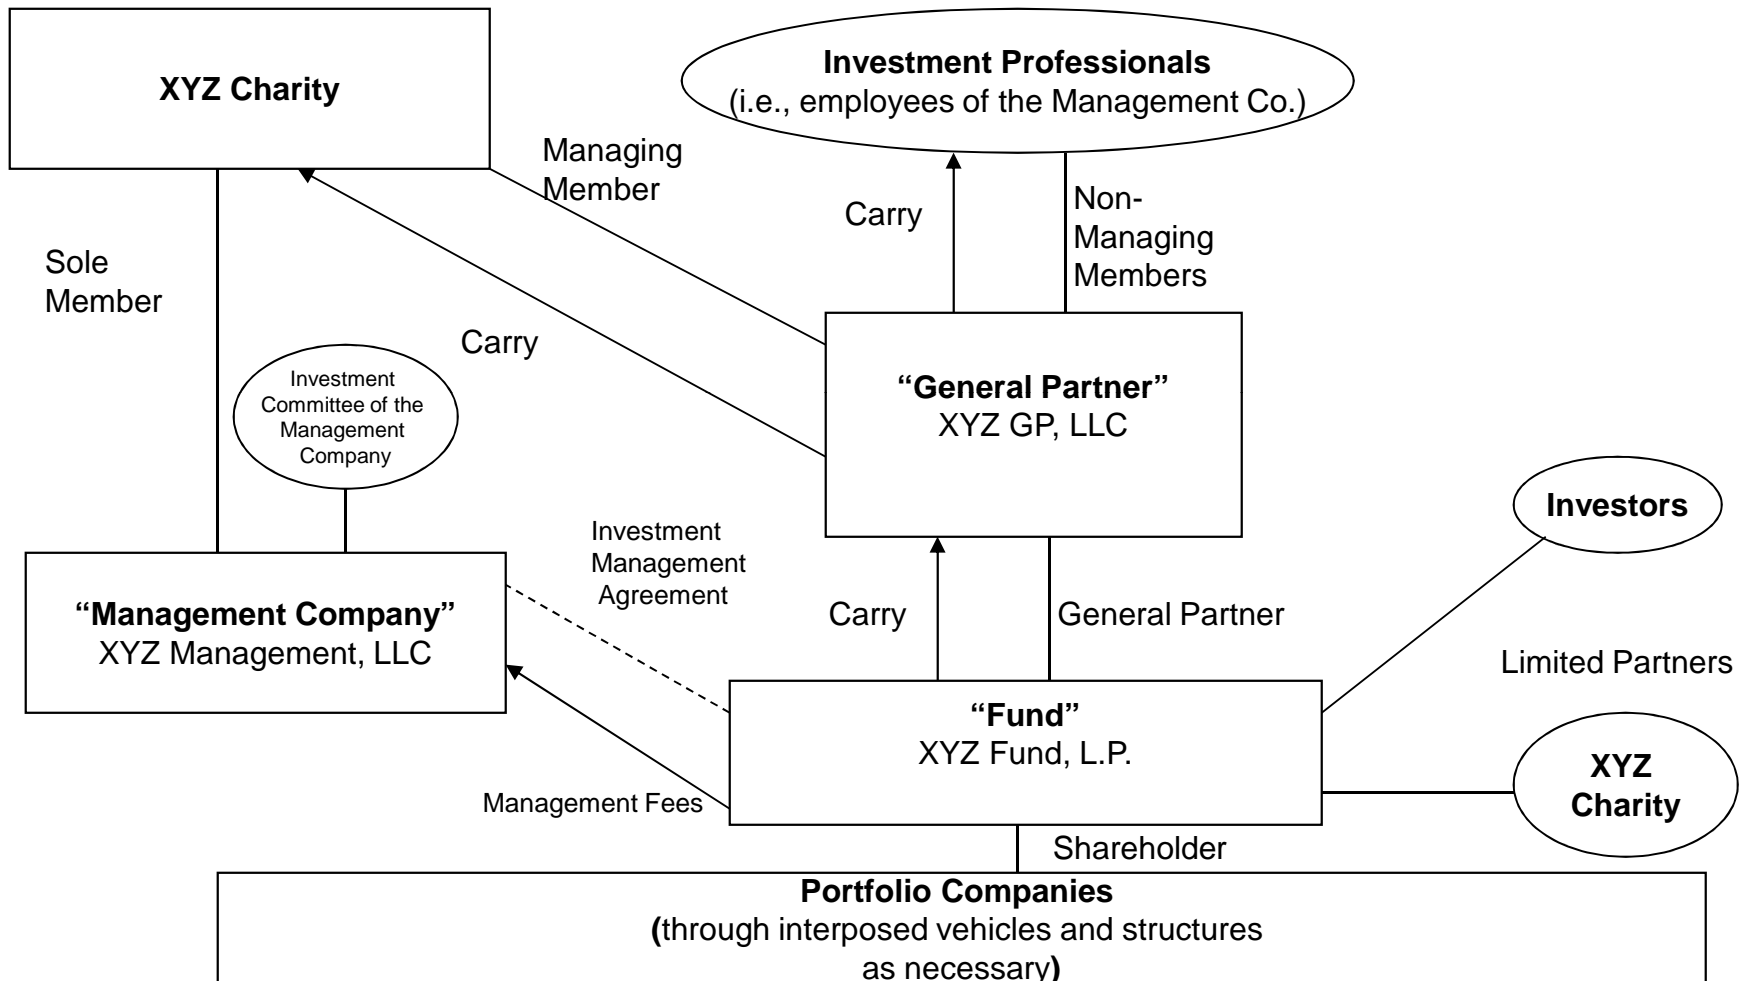 XYZ Charity
Investment Professionals
(i.e., employees of the Management Co.)
Managing
Member
Carry
Non-
Managing
Members
Sole
Member
Carry
Investment
Committee of the
Management
Company
“General Partner”
XYZ GP, LLC
Investors
Investment
Management
Agreement
“Management Company”
XYZ Management, LLC
Carry
General Partner
Limited Partners
“Fund”
XYZ Fund, L.P.
XYZ
Charity
Management Fees
Shareholder
Portfolio Companies
(through interposed vehicles and structures
as necessary)